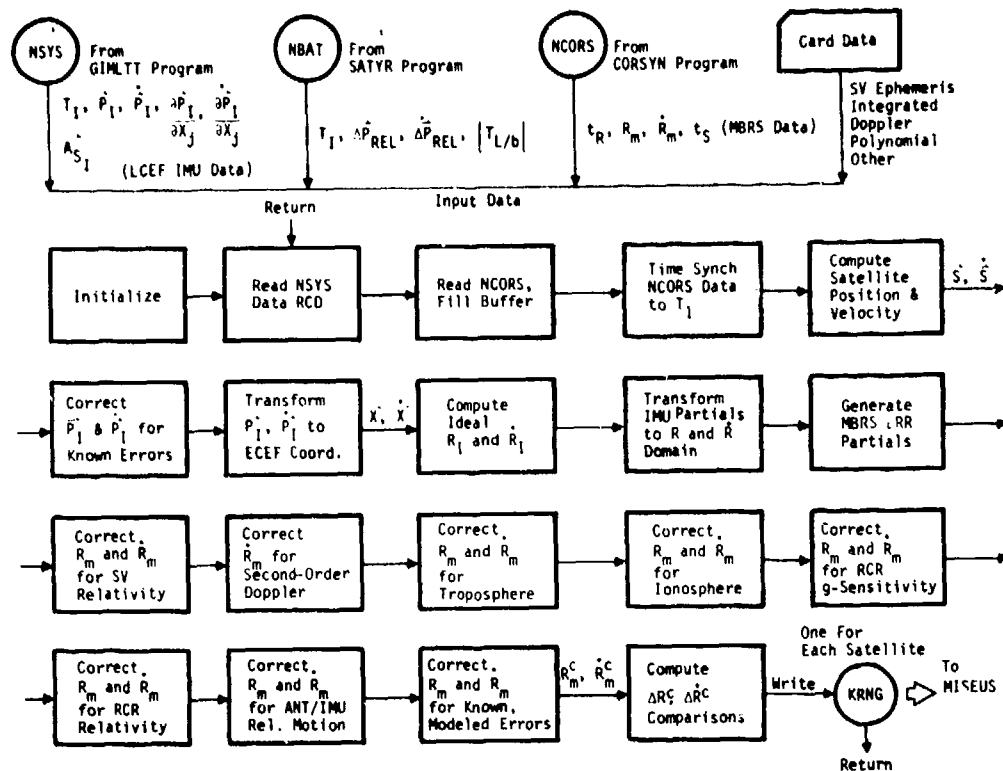 NSYS
From
GIMLTT Program
T_I, P_I, Ṗ_I, ∂P_I/∂X_j, ∂Ṗ_I/∂X_j
A_S_I
(LCEF IMU Data)
NBAT
From
SATYR Program
T_I, ΔP_REL, ΔṖ_REL, |T_L/b|
NCORS
From
CORSYN Program
t_R, R_m, Ṙ_m, t_S (MBRS Data)
Card Data
SV Ephemeris
Integrated
Doppler
Polynomial
Other
Input Data
Return
Initialize
Read NSYS
Data RCD
Read NCORS,
Fill Buffer
Time Synch
NCORS Data
to T_I
Compute
Satellite
Position &
Velocity
S, Ṡ
Correct
P_I & Ṗ_I for
Known Errors
Transform
P_I, Ṗ_I to
ECEF Coord.
X, Ẋ
Compute
Ideal
R_I and Ṙ_I
Transform
IMU Partials
to R and Ṙ
Domain
Generate
MBRS RR
Partials
Correct
R_m and Ṙ_m
for SV
Relativity
Correct
Ṙ_m for
Second-Order
Doppler
Correct
R_m and Ṙ_m
for
Troposphere
Correct
R_m and Ṙ_m
for
Ionosphere
Correct
R_m and Ṙ_m
for RCR
g-Sensitivity
Correct
R_m and Ṙ_m
for RCR
Relativity
Correct
R_m and Ṙ_m
for ANT/IMU
Rel. Motion
Correct
R_m and Ṙ_m
for Known,
Modeled Errors
R_m^C, Ṙ_m^C
Compute
ΔR^C, ΔṘ^C
Comparisons
Write
One For
Each Satellite
KRNG
To
MISEUS
Return